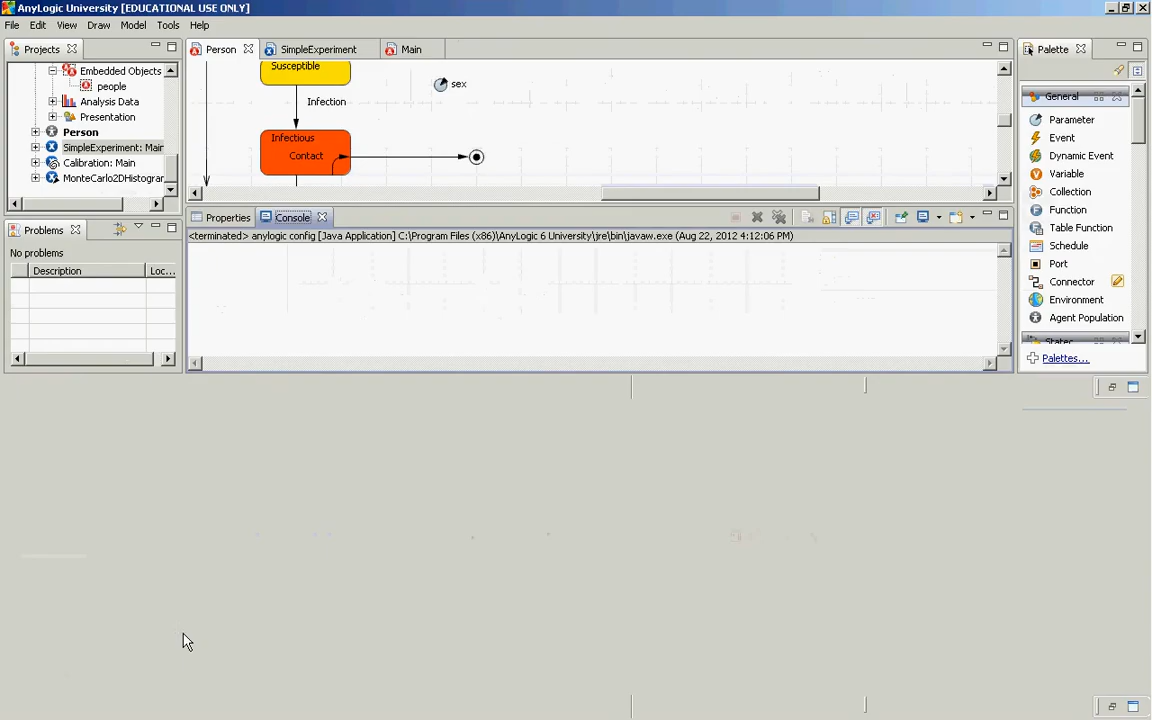 AnyLogic University [EDUCATIONAL USE ONLY]
File Edit View Draw Model Tools Help
Projects
Embedded Objects
people
Analysis Data
Presentation
Person
SimpleExperiment: Main
Calibration: Main
MonteCarlo2DHistogram
Person SimpleExperiment Main
Susceptible
sex
Infection
Infectious
Contact
Problems
No problems
Description Loc...
Properties Console
<terminated> anylogic config [Java Application] C:\Program Files (x86)\AnyLogic 6 University\jre\bin\javaw.exe (Aug 22, 2012 4:12:06 PM)
Palette
General
Parameter
Event
Dynamic Event
Variable
Collection
Function
Table Function
Schedule
Port
Connector
Environment
Agent Population
Palettes...